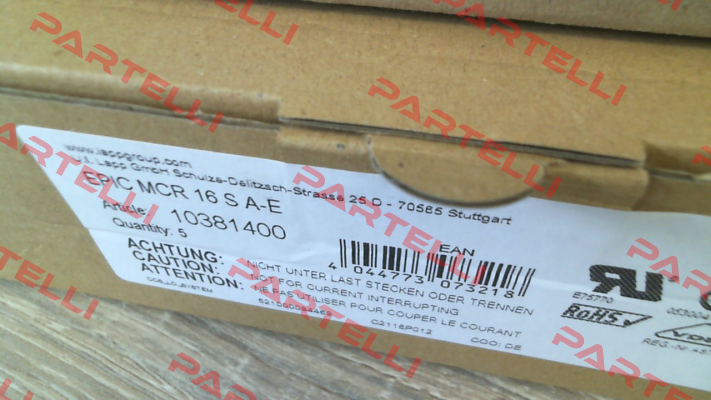 PARTELLI
PARTELLI
PARTELLI
PARTELLI
PARTELLI
PARTELLI
PARTELLI
www.lappgroup.com
U.I. Lapp GmbH Schulze-Delitzsch-Strasse 25 D - 70565 Stuttgart
EPIC MCR 16 S A-E
Article: 10381400
Quantity: 5
EAN
4 044773 073218
ACHTUNG: NICHT UNTER LAST STECKEN ODER TRENNEN
CAUTION: NOT FOR CURRENT INTERRUPTING
ATTENTION: NE PAS UTILISER POUR COUPER LE COURANT
02116P012
COO: DE
E75770
RoHS